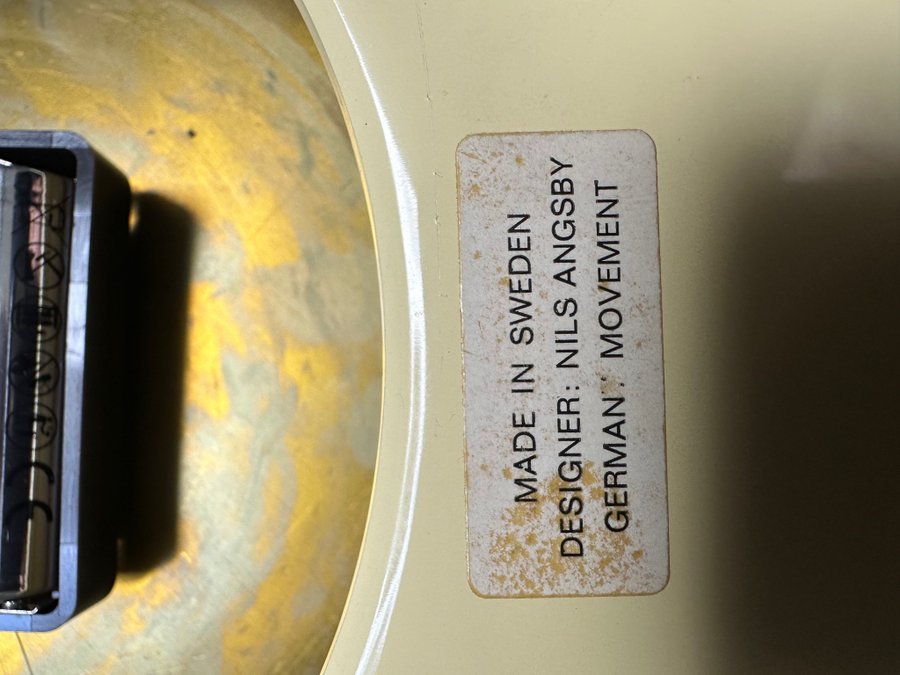 MADE IN SWEDEN
DESIGNER: NILS ANGSBY
GERMAN. MOVEMENT